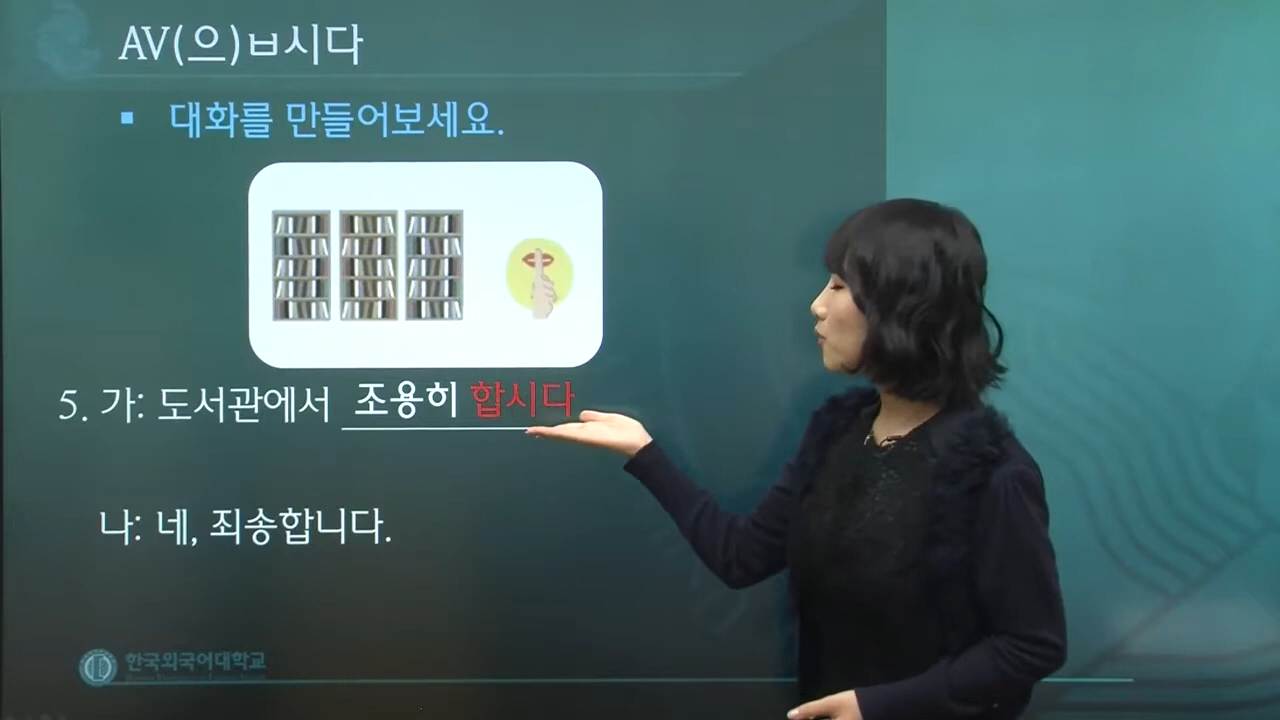 AV(으)ㅂ시다
▪ 대화를 만들어보세요.
5. 가: 도서관에서 조용히 합시다
나: 네, 죄송합니다.
한국외국어대학교